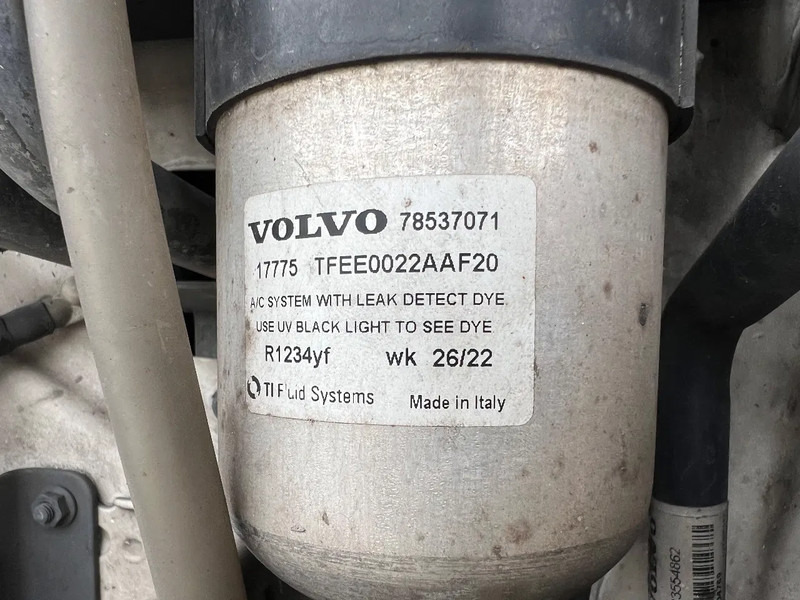 VOLVO 78537071
17775 TFEE0022AAF20
A/C SYSTEM WITH LEAK DETECT DYE
USE UV BLACK LIGHT TO SEE DYE
R1234yf wk 26/22
TI Fluid Systems Made in Italy
VOLVO